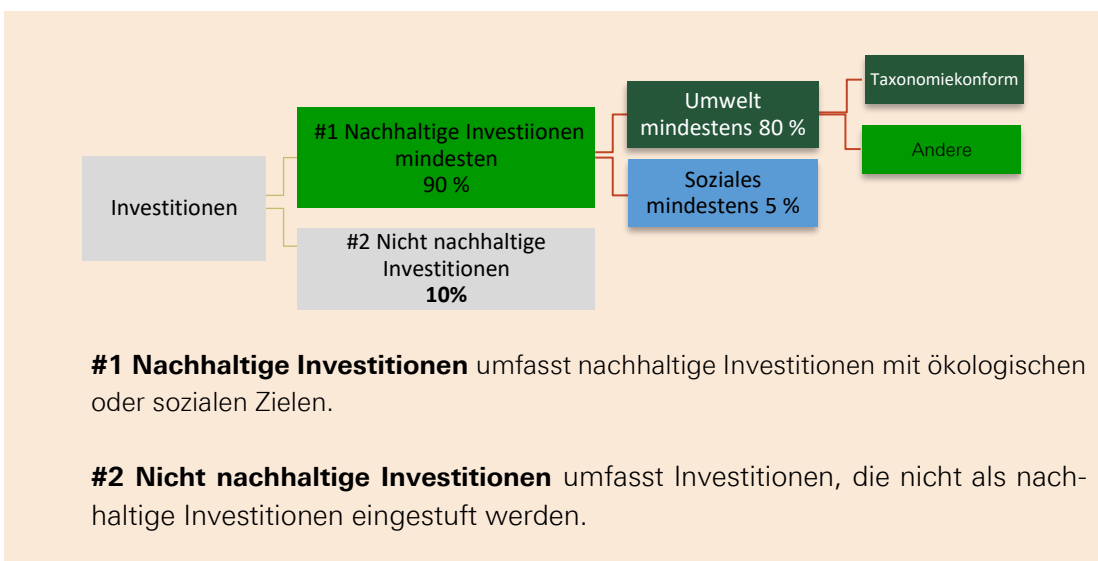 Investitionen
#1 Nachhaltige Investiionen
mindesten
90 %
#2 Nicht nachhaltige
Investitionen
10%
Umwelt
mindestens 80 %
Soziales
mindestens 5 %
Taxonomiekonform
Andere
#1 Nachhaltige Investitionen umfasst nachhaltige Investitionen mit ökologischen
oder sozialen Zielen.
#2 Nicht nachhaltige Investitionen umfasst Investitionen, die nicht als nach-
haltige Investitionen eingestuft werden.